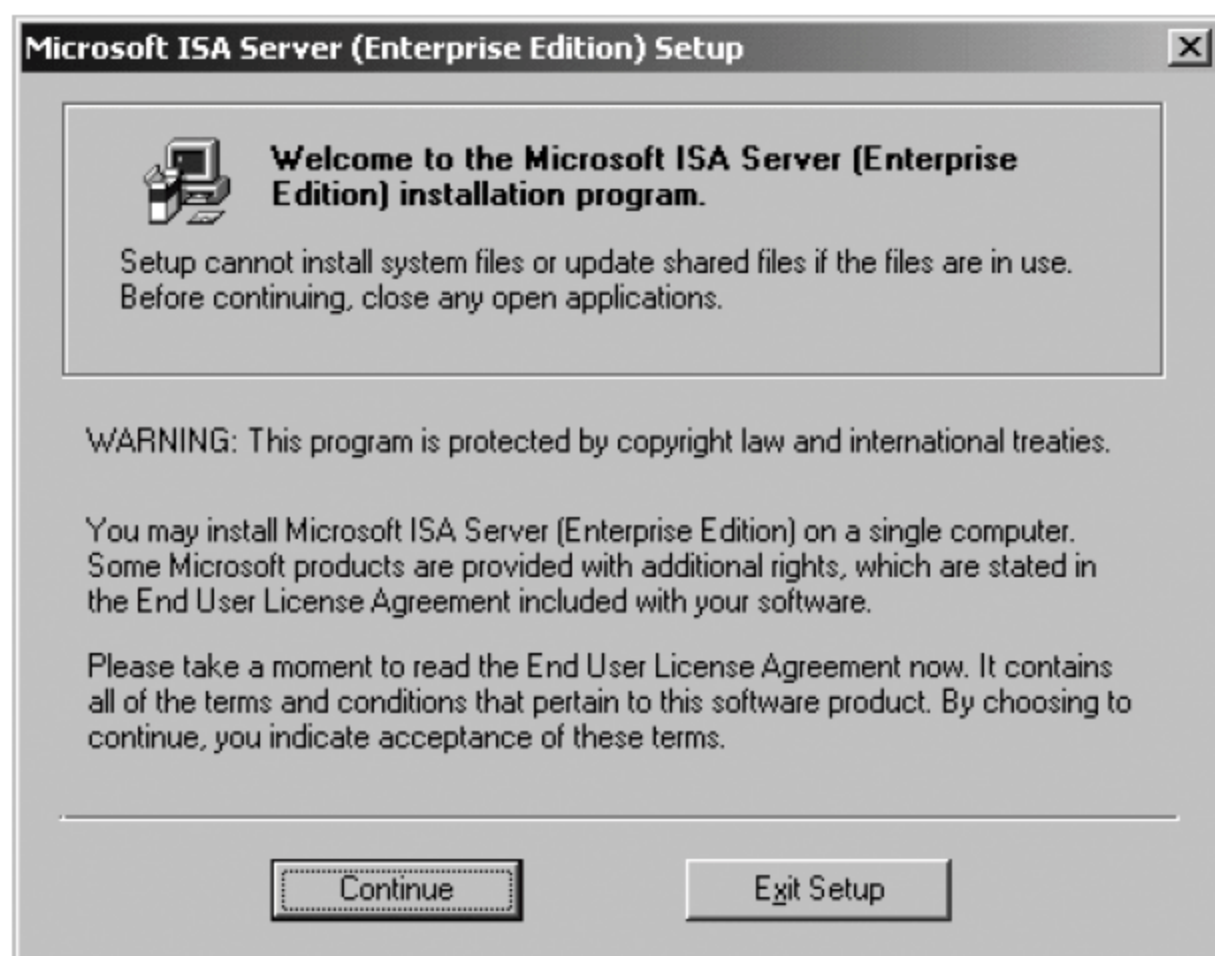 Microsoft ISA Server (Enterprise Edition) Setup
Welcome to the Microsoft ISA Server (Enterprise
Edition) installation program.
Setup cannot install system files or update shared files if the files are in use.
Before continuing, close any open applications.
WARNING: This program is protected by copyright law and international treaties.
You may install Microsoft ISA Server (Enterprise Edition) on a single computer.
Some Microsoft products are provided with additional rights, which are stated in
the End User License Agreement included with your software.
Please take a moment to read the End User License Agreement now. It contains
all of the terms and conditions that pertain to this software product. By choosing to
continue, you indicate acceptance of these terms.
Continue
Exit Setup